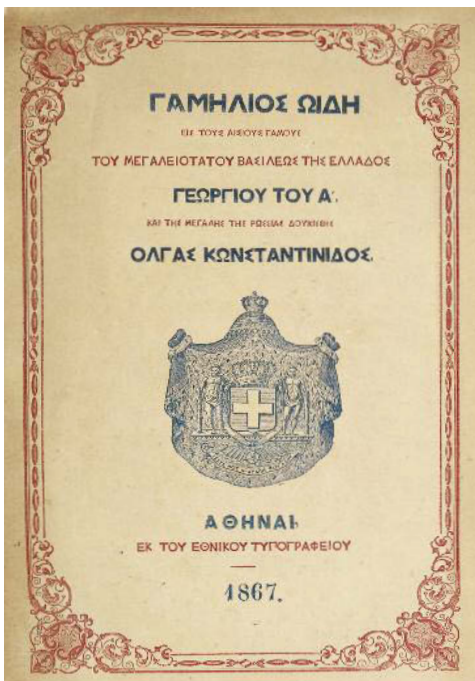 ΓΑΜΗΛΙΟΣ ΩΙΔΗ
ΕΙΣ ΤΟΥΣ ΑΙΣΙΟΥΣ ΓΑΜΟΥΣ
ΤΟΥ ΜΕΓΑΛΕΙΟΤΑΤΟΥ ΒΑΣΙΛΕΩΣ ΤΗΣ ΕΛΛΑΔΟΣ
ΓΕΩΡΓΙΟΥ ΤΟΥ Α΄.
ΚΑΙ ΤΗΣ ΜΕΓΑΛΗΣ ΤΗΣ ΡΩΣΣΙΑΣ ΔΟΥΚΙΣΣΗΣ
ΟΛΓΑΣ ΚΩΝΣΤΑΝΤΙΝΙΔΟΣ.
ΑΘΗΝΑΙ,
ΕΚ ΤΟΥ ΕΘΝΙΚΟΥ ΤΥΠΟΓΡΑΦΕΙΟΥ
1867.